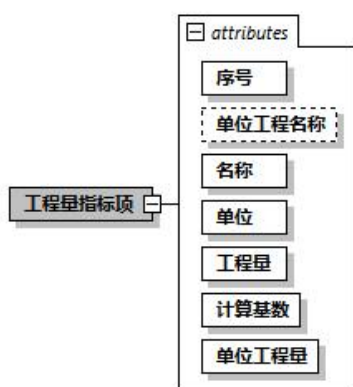 attributes
序号
单位工程名称
名称
工程量指标项
单位
工程量
计算基数
单位工程量